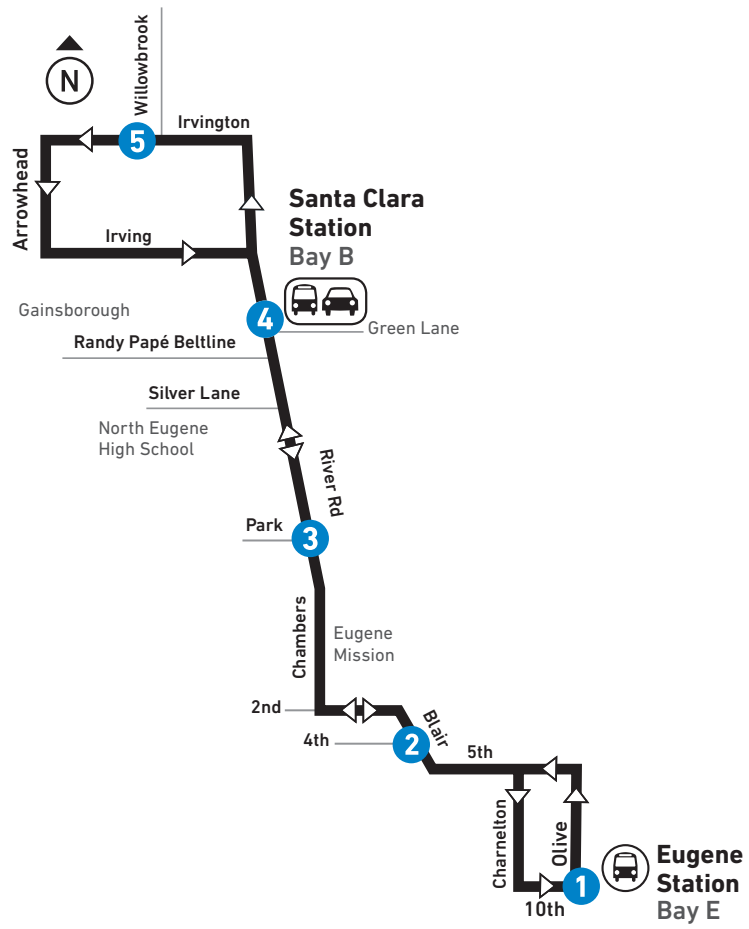 Willowbrook
N
5
Irvington
Arrowhead
Irving
Santa Clara
Station
Bay B
Gainsborough
4
Green Lane
Randy Papé Beltline
Silver Lane
North Eugene
High School
River Rd
Park
3
Chambers
Eugene
Mission
2nd
Blair
4th
2
5th
Charnelton
Olive
Eugene
Station
Bay E
1
10th